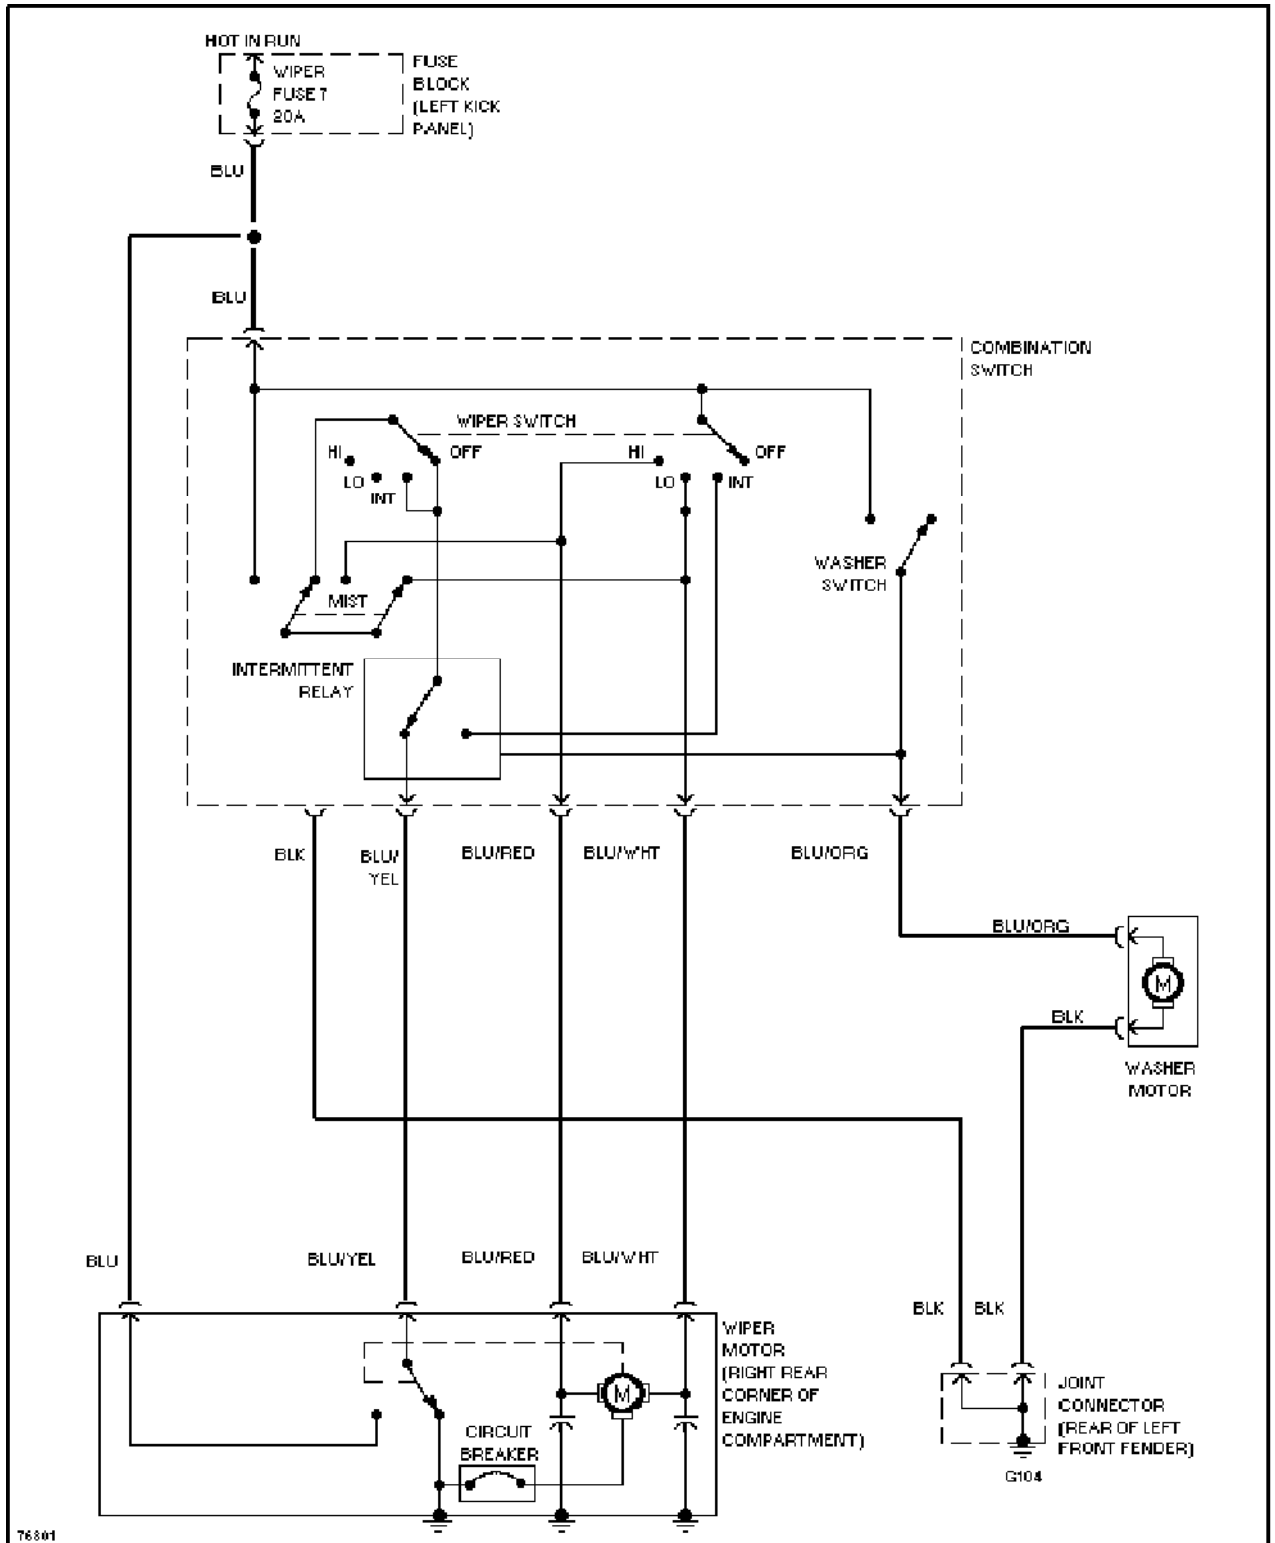 HOT IN RUN
WIPER
FUSE 7
20A
FUSE
BLOCK
(LEFT KICK
PANEL)
BLU
BLU
COMBINATION
SWITCH
WIPER SWITCH
HI
OFF
LO
INT
HI
OFF
LO
INT
WASHER
SWITCH
MIST
INTERMITTENT
RELAY
BLK
BLU/
YEL
BLU/RED
BLU/WHT
BLU/ORG
BLU/ORG
M
BLK
WASHER
MOTOR
BLU
BLU/YEL
BLU/RED
BLU/WHT
BLK
BLK
WIPER
MOTOR
(RIGHT REAR
CORNER OF
ENGINE
COMPARTMENT)
M
CIRCUIT
BREAKER
JOINT
CONNECTOR
(REAR OF LEFT
FRONT FENDER)
G104
76801